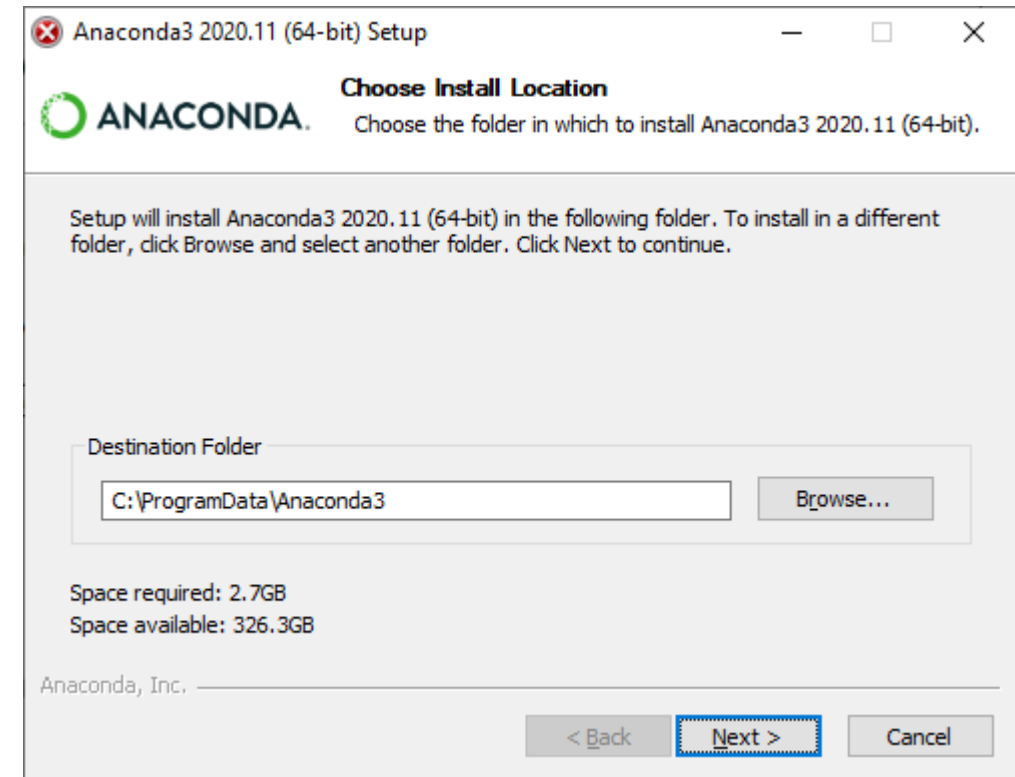 Anaconda3 2020.11 (64-bit) Setup
ANACONDA.
Choose Install Location
Choose the folder in which to install Anaconda3 2020.11 (64-bit).
Setup will install Anaconda3 2020.11 (64-bit) in the following folder. To install in a different
folder, click Browse and select another folder. Click Next to continue.
Destination Folder
C:\ProgramData\Anaconda3
Browse...
Space required: 2.7GB
Space available: 326.3GB
Anaconda, Inc.
< Back
Next >
Cancel